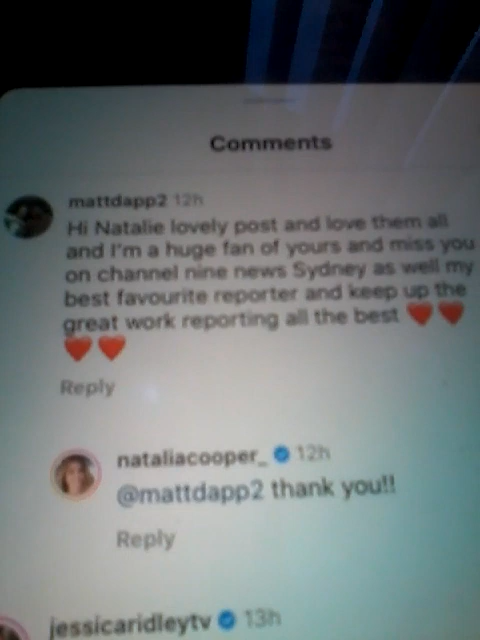 Comments
mattdapp2 12h
Hi Natalie lovely post and love them all
and I'm a huge fan of yours and miss you
on channel nine news Sydney as well my
best favourite reporter and keep up the
great work reporting all the best ❤️❤️
❤️❤️
Reply
nataliacooper_ 12h
@mattdapp2 thank you!!
Reply
jessicaridleytv 13h